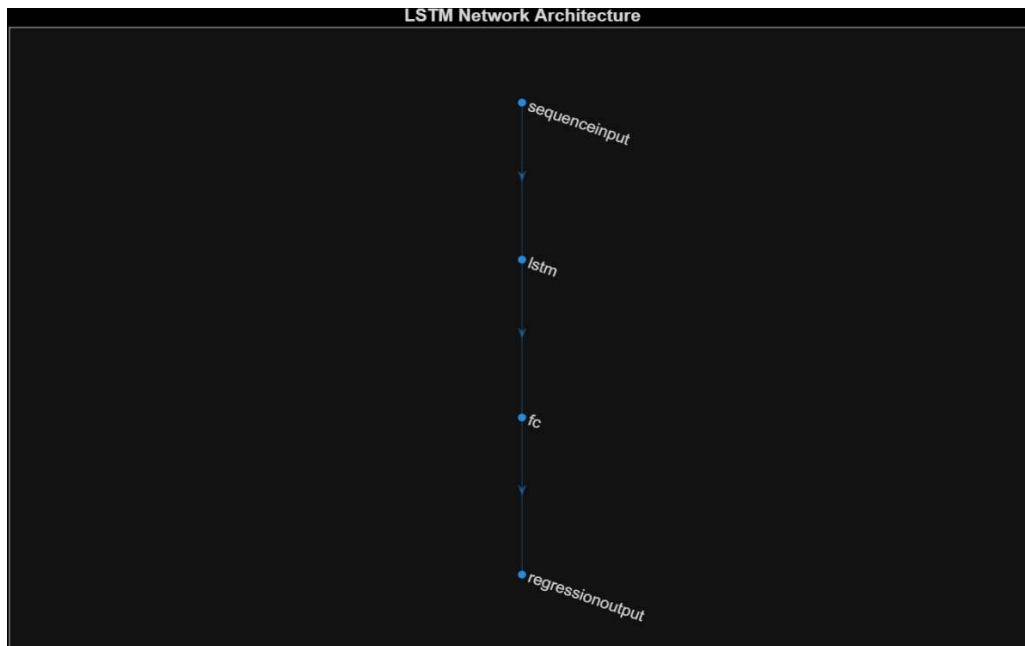 LSTM Network Architecture
sequenceinput
lstm
fc
regressionoutput